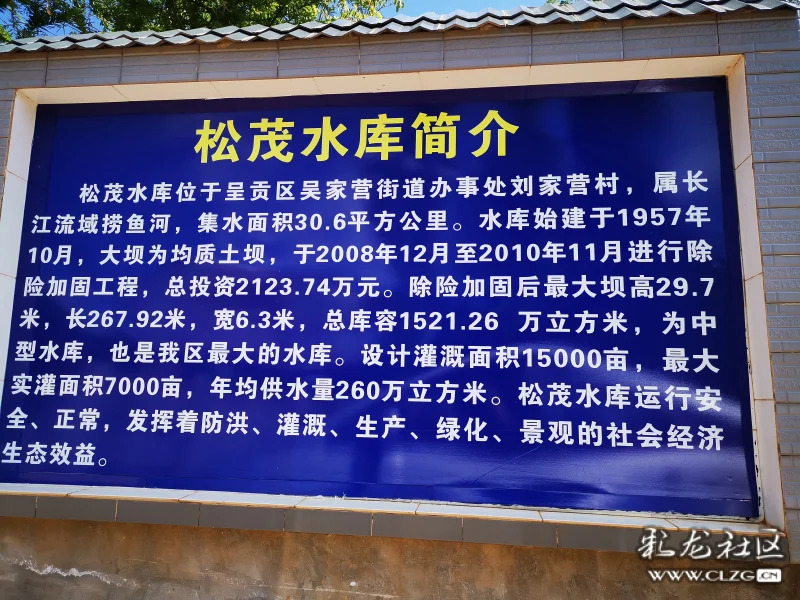 松茂水库简介
松茂水库位于呈贡区吴家营街道办事处刘家营村，属长
江流域捞鱼河，集水面积30.6平方公里。水库始建于1957年
10月，大坝为均质土坝，于2008年12月至2010年11月进行除
险加固工程，总投资2123.74万元。除险加固后最大坝高29.7
米，长267.92米，宽6.3米，总库容1521.26 万立方米，为中
型水库，也是我区最大的水库。设计灌溉面积15000亩，最大
实灌面积7000亩，年均供水量260万立方米。松茂水库运行安
全、正常，发挥着防洪、灌溉、生产、绿化、景观的社会经济
生态效益。
彩龙社区
WWW.CLZG.CN